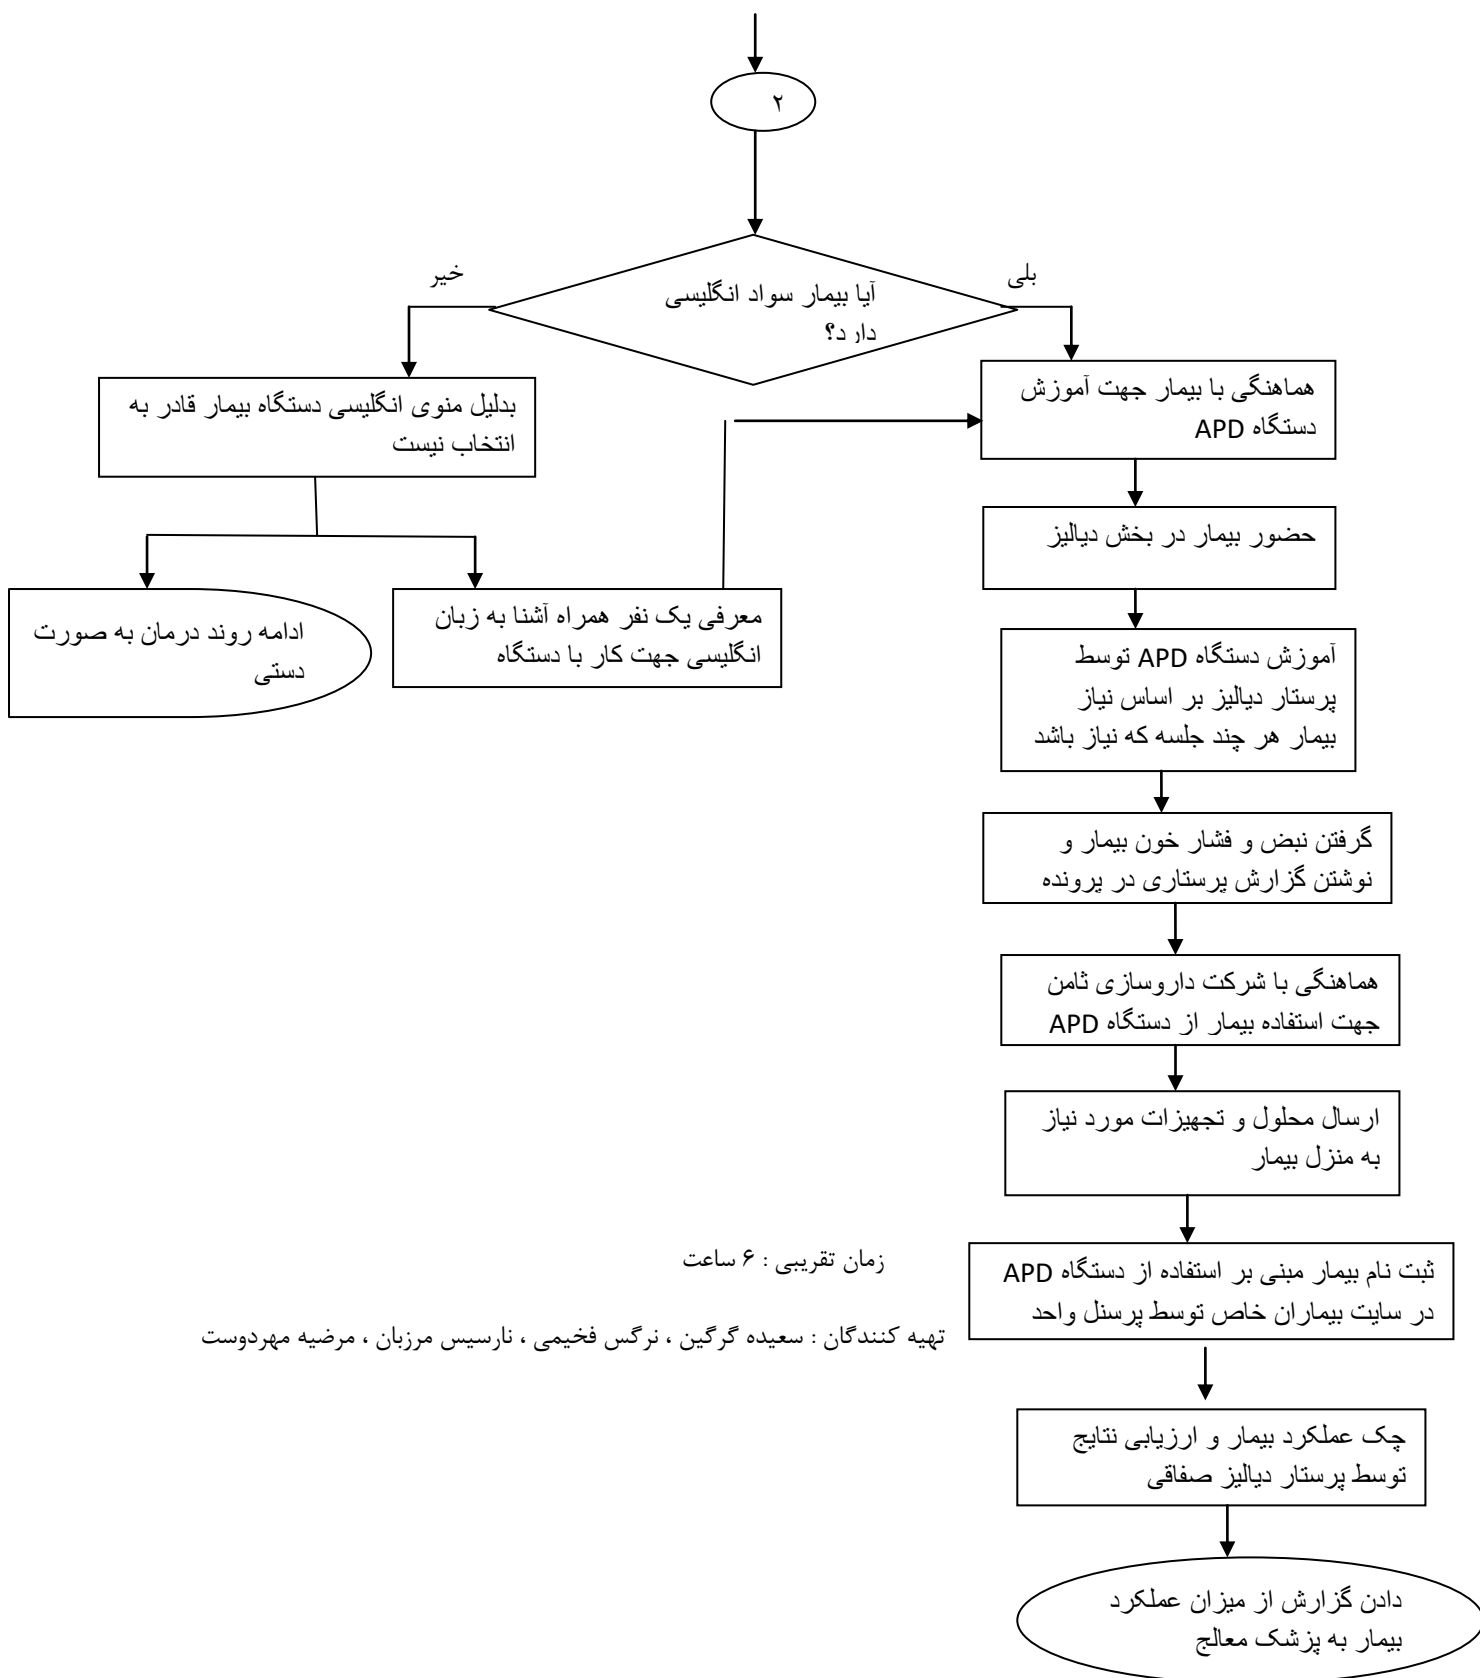 ۲
آیا بیمار سواد انگلیسی
دارد؟
بلی
خیر
هماهنگی با بیمار جهت آموزش
دستگاه APD
بدلیل منوی انگلیسی دستگاه بیمار قادر به
انتخاب نیست
حضور بیمار در بخش دیالیز
معرفی یک نفر همراه آشنا به زبان
انگلیسی جهت کار با دستگاه
ادامه روند درمان به صورت
دستی
آموزش دستگاه APD توسط
پرستار دیالیز بر اساس نیاز
بیمار هر چند جلسه که نیاز باشد
گرفتن نبض و فشار خون بیمار و
نوشتن گزارش پرستاری در پرونده
هماهنگی با شرکت داروسازی ثامن
جهت استفاده بیمار از دستگاه APD
ارسال محلول و تجهیزات مورد نیاز
به منزل بیمار
ثبت نام بیمار مبنی بر استفاده از دستگاه APD
در سایت بیماران خاص توسط پرسنل واحد
زمان تقریبی : ۶ ساعت
تهیه کنندگان : سعیده گرگین ، نرگس فخیمی ، نارسیس مرزبان ، مرضیه مهردوست
چک عملکرد بیمار و ارزیابی نتایج
توسط پرستار دیالیز صفاقی
دادن گزارش از میزان عملکرد
بیمار به پزشک معالج